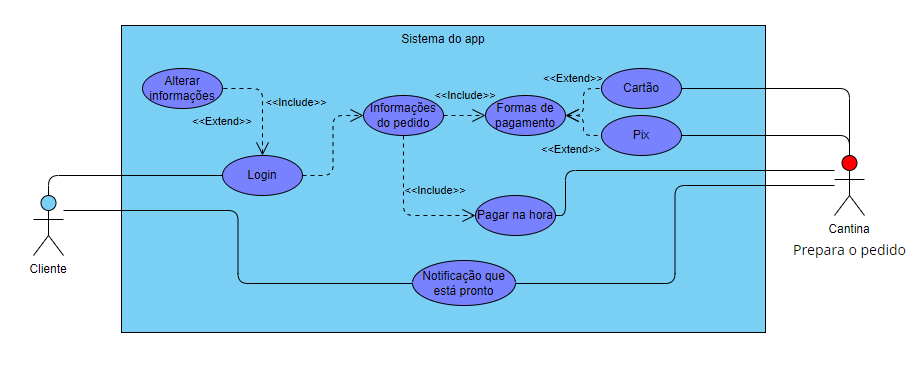 Sistema do app
Alterar
informações
<<Extend>>
<<Include>>
Informações
do pedido
<<Include>>
Formas de
pagamento
<<Extend>>
Cartão
Pix
<<Extend>>
Login
<<Include>>
Pagar na hora
Notificação que
está pronto
Cliente
Cantina
Prepara o pedido